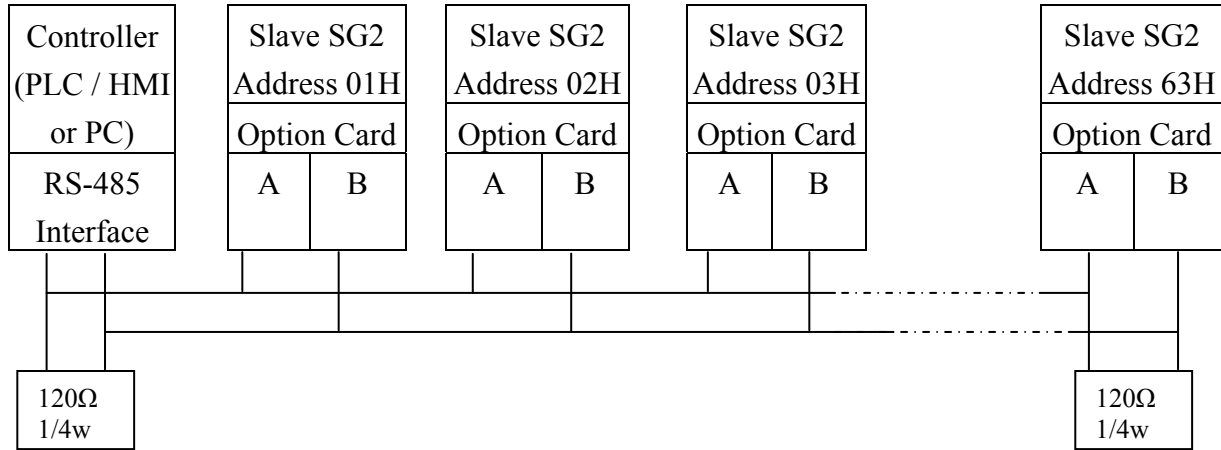 Controller
(PLC / HMI
or PC)
RS-485
Interface
Slave SG2
Address 01H
Option Card
A B
Slave SG2
Address 02H
Option Card
A B
Slave SG2
Address 03H
Option Card
A B
Slave SG2
Address 63H
Option Card
A B
120Ω
1/4w
120Ω
1/4w